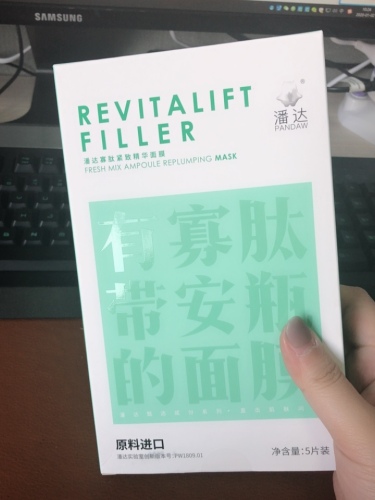 SAMSUNG
REVITALIFT
FILLER
潘达
PANDAW
潘达寡肽紧致精华面膜
FRESH MIX AMPOULE REPLUMPING MASK
有寡肽
带安瓶
的面膜
原料进口
净含量:5片装